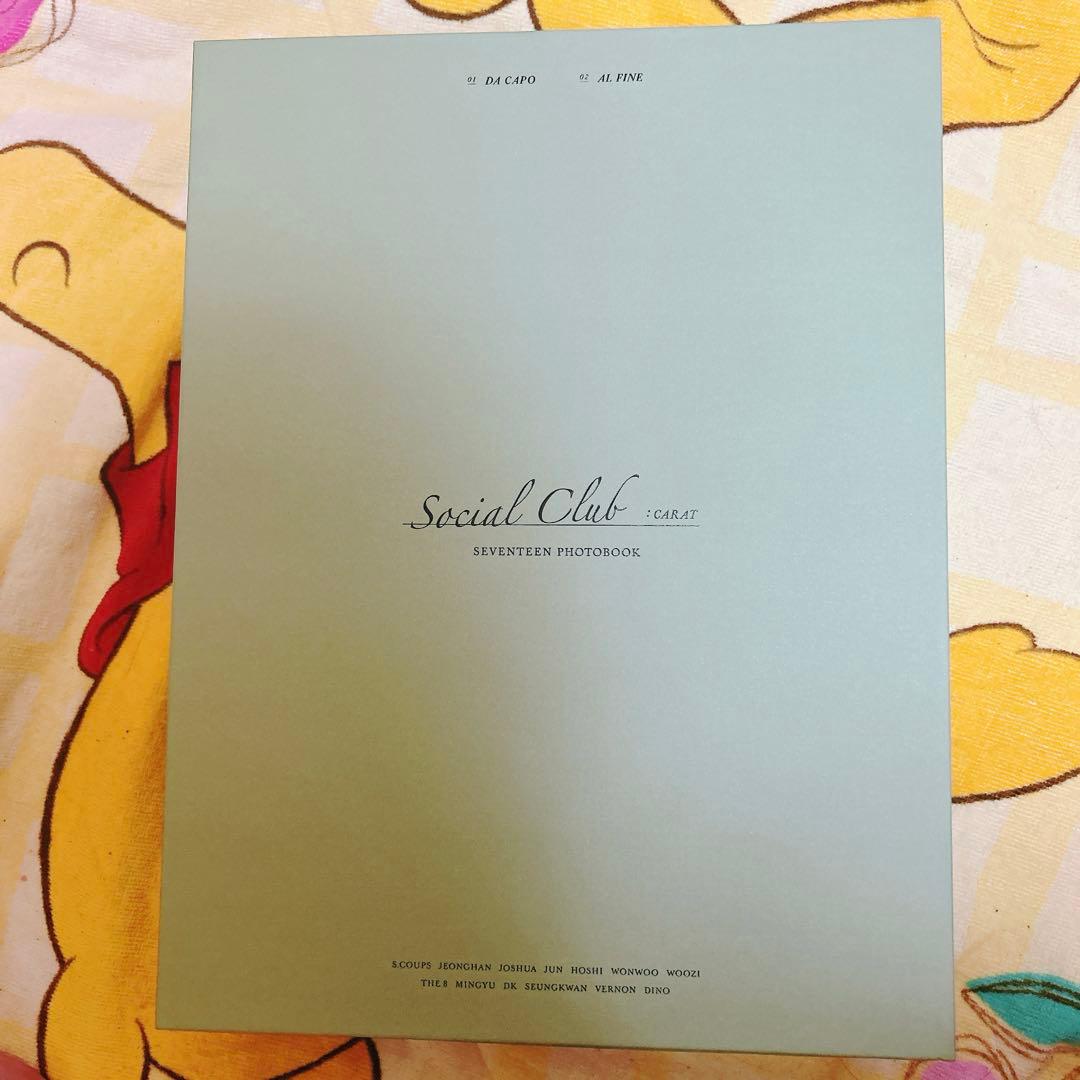 01 DA CAPO 02 AL FINE
Social Club :CARAT
SEVENTEEN PHOTOBOOK
S.COUPS JEONGHAN JOSHUA JUN HOSHI WONWOO WOOZI
THE 8 MINGYU DK SEUNGKWAN VERNON DINO